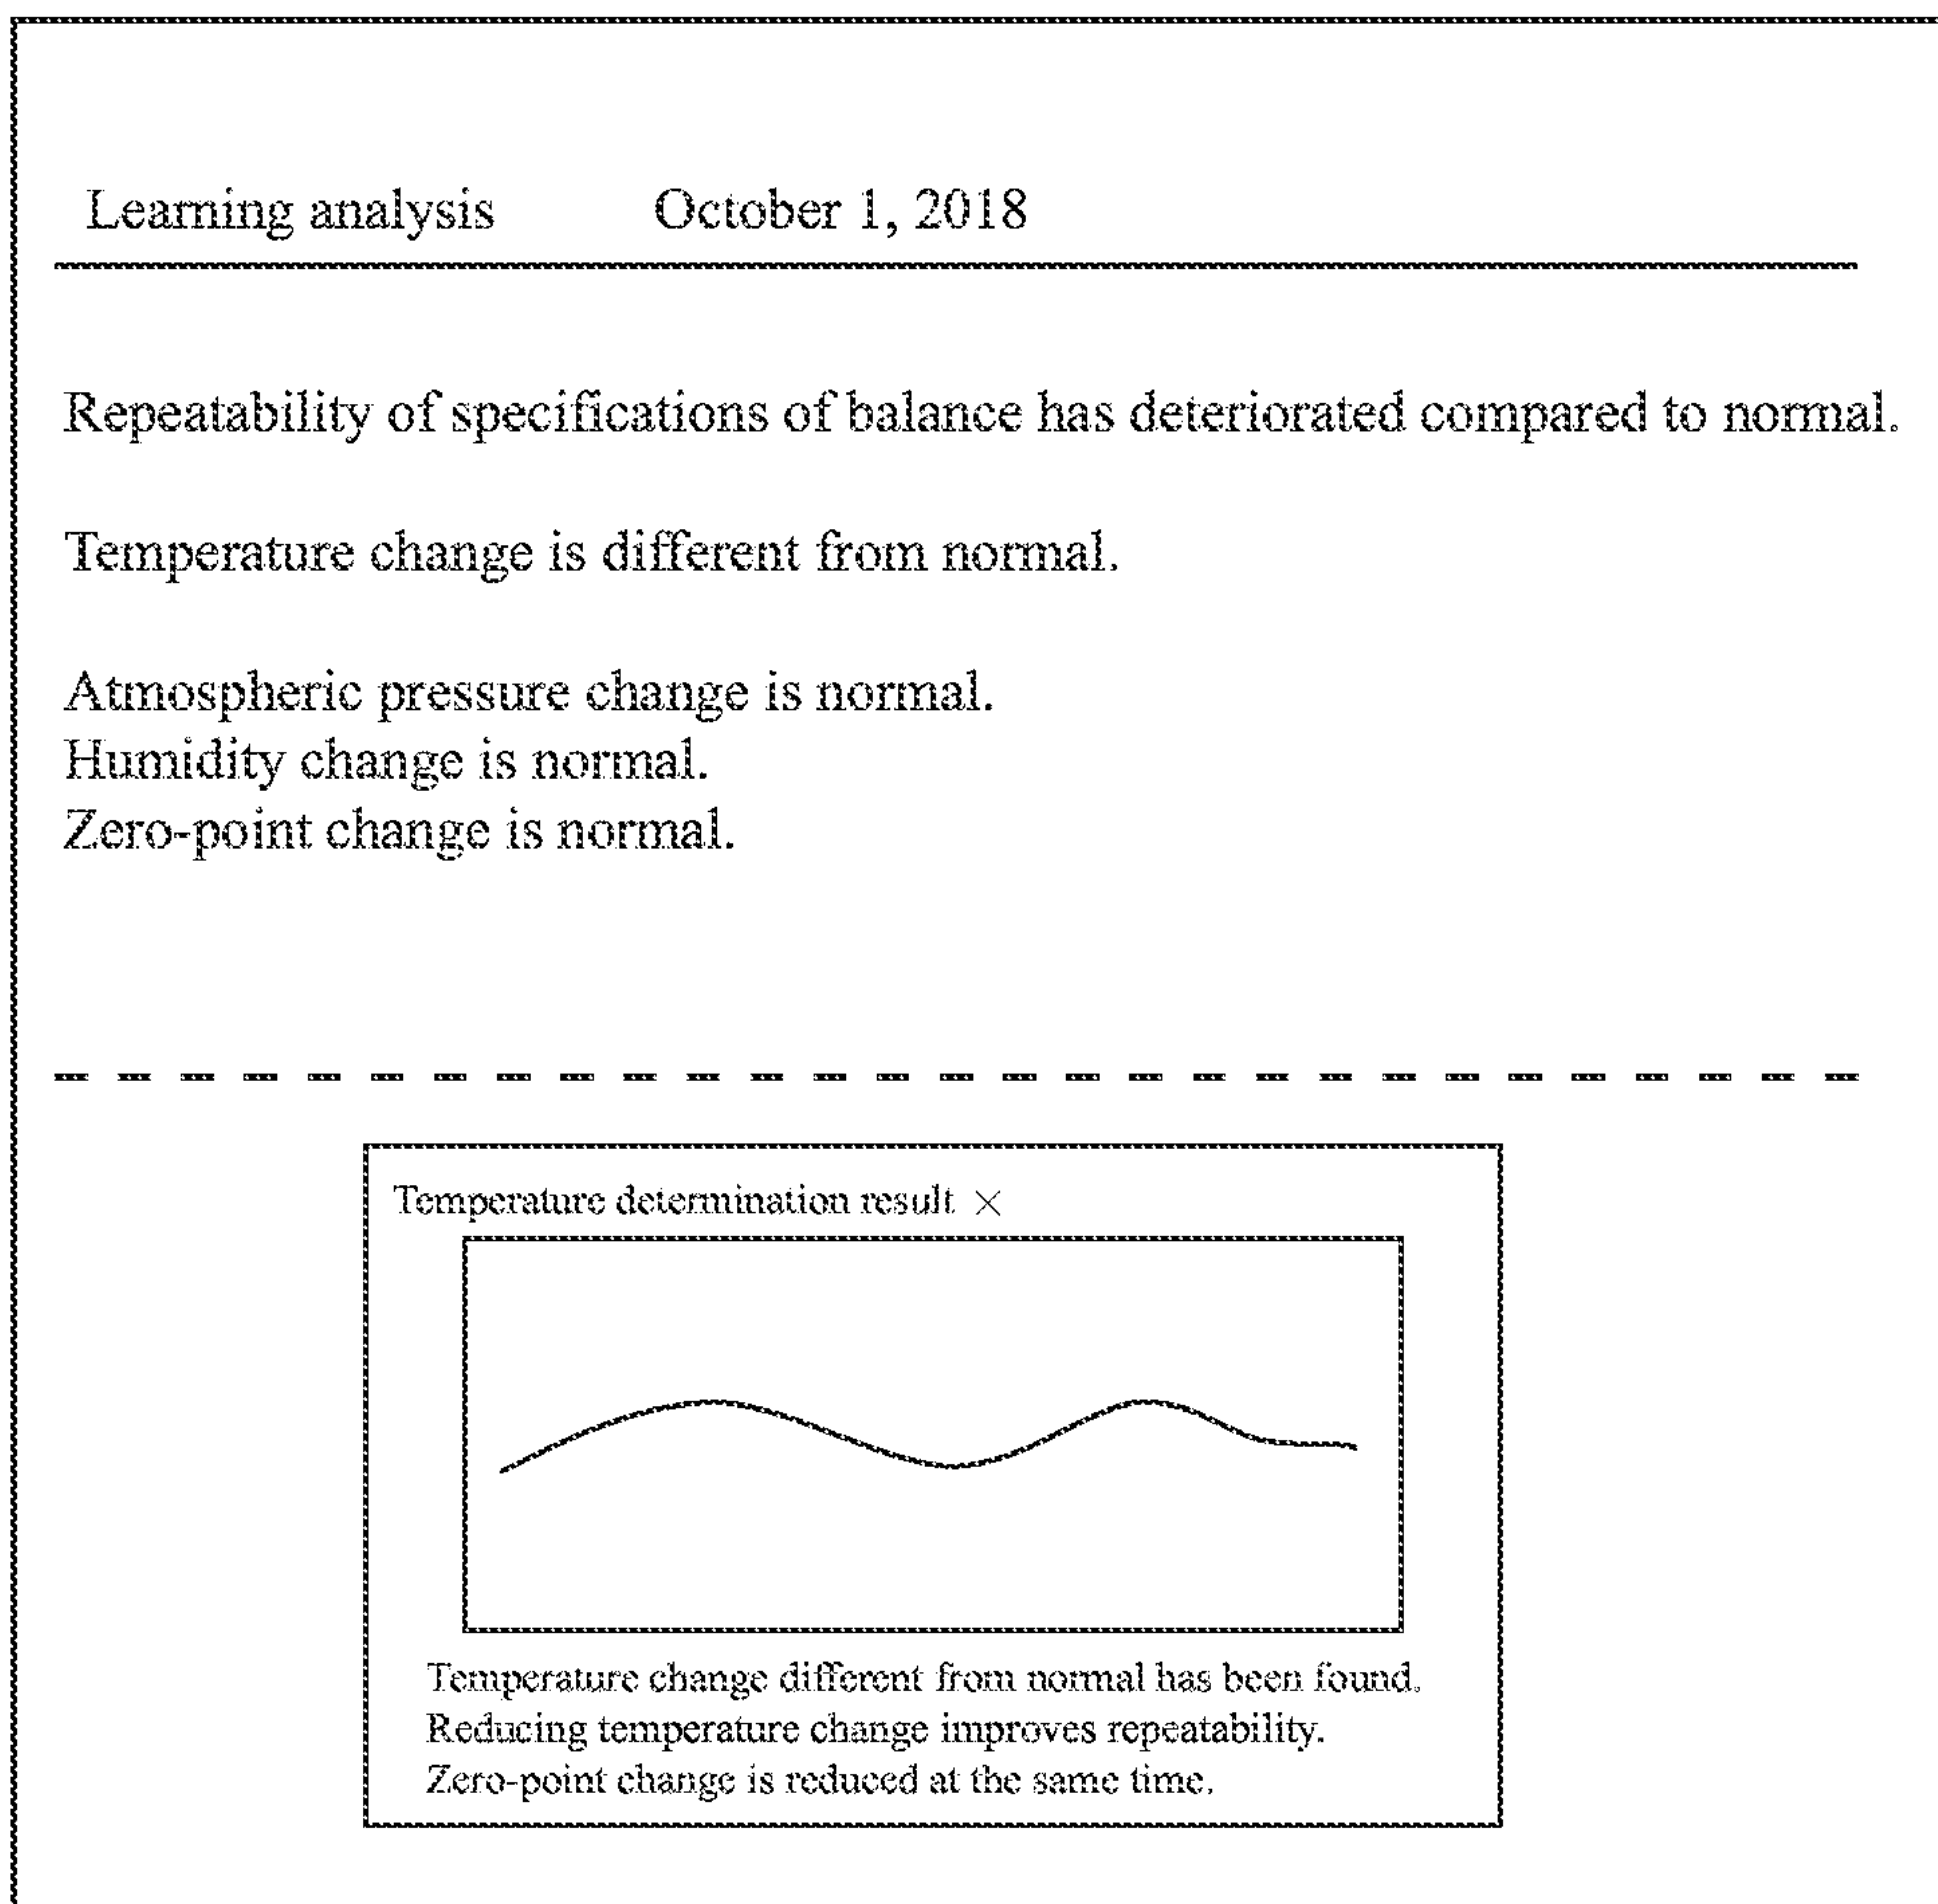 Learning analysis October 1, 2018
Repeatability of specifications of balance has deteriorated compared to normal.
Temperature change is different from normal.
Atmospheric pressure change is normal.
Humidity change is normal.
Zero-point change is normal.
Temperature determination result ×
Temperature change different from normal has been found.
Reducing temperature change improves repeatability.
Zero-point change is reduced at the same time.